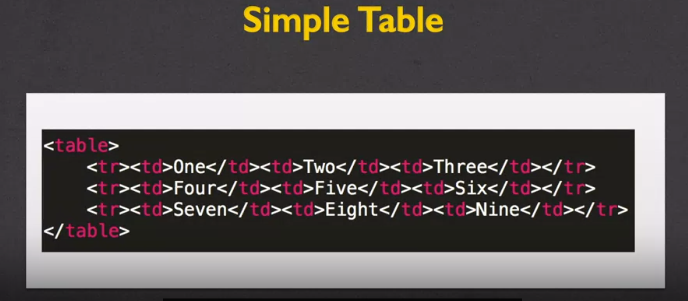 Simple Table
<table>
    <tr><td>One</td><td>Two</td><td>Three</td></tr>
    <tr><td>Four</td><td>Five</td><td>Six</td></tr>
    <tr><td>Seven</td><td>Eight</td><td>Nine</td></tr>
</table>